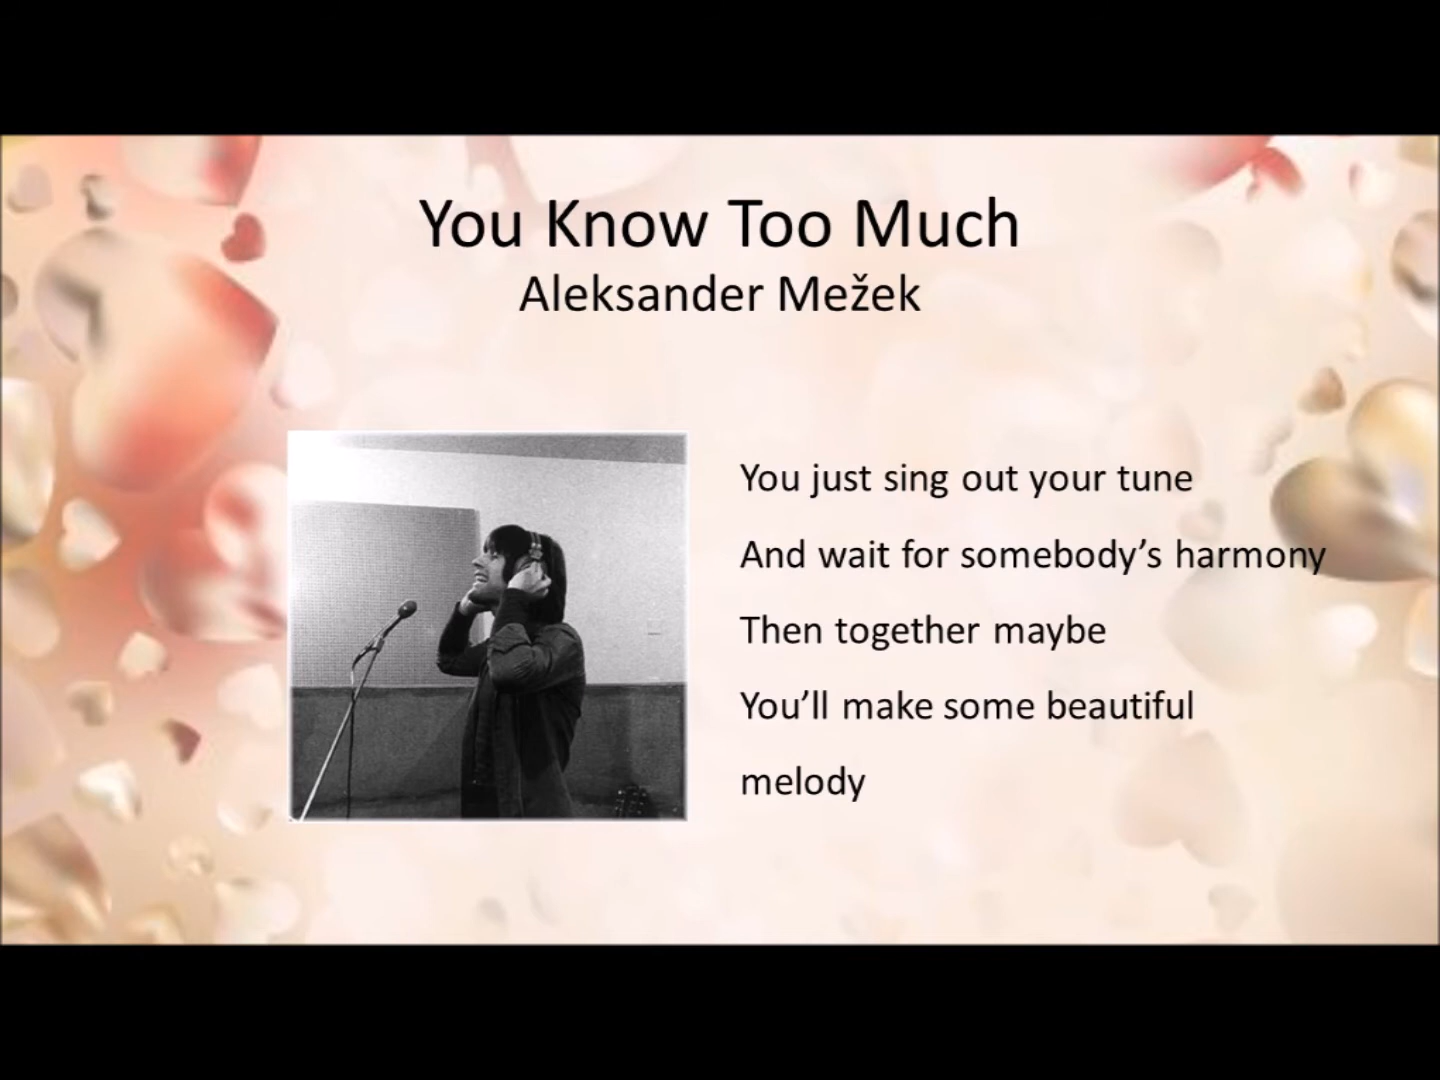 You Know Too Much
Aleksander Mežek
You just sing out your tune
And wait for somebody’s harmony
Then together maybe
You’ll make some beautiful
melody